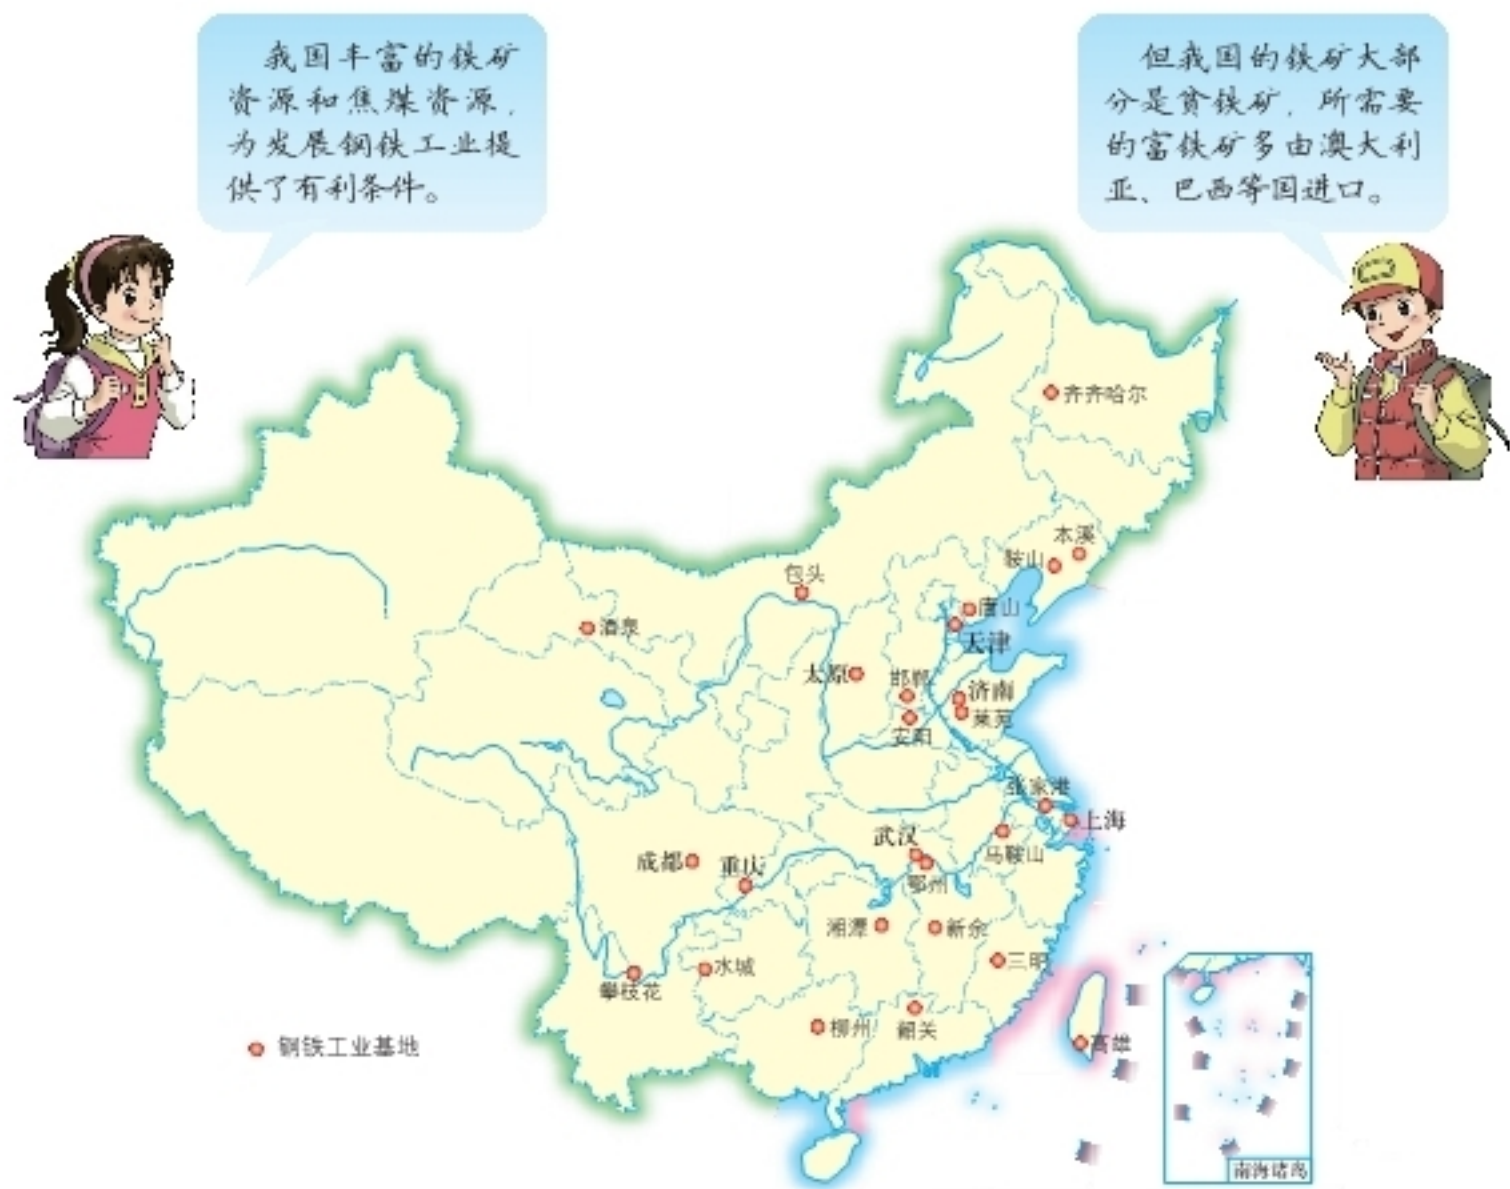 我国丰富的铁矿
资源和焦煤资源，
为发展钢铁工业提
供了有利条件。
但我国的铁矿大部
分是贫铁矿，所需要
的富铁矿多由澳大利
亚、巴西等国进口。
齐齐哈尔
本溪
鞍山
包头
唐山
天津
酒泉
太原
邯郸
济南
莱芜
安阳
张家港
上海
武汉
马鞍山
成都
重庆
鄂州
湘潭
新余
三明
水城
攀枝花
柳州
韶关
高雄
钢铁工业基地
南海诸岛